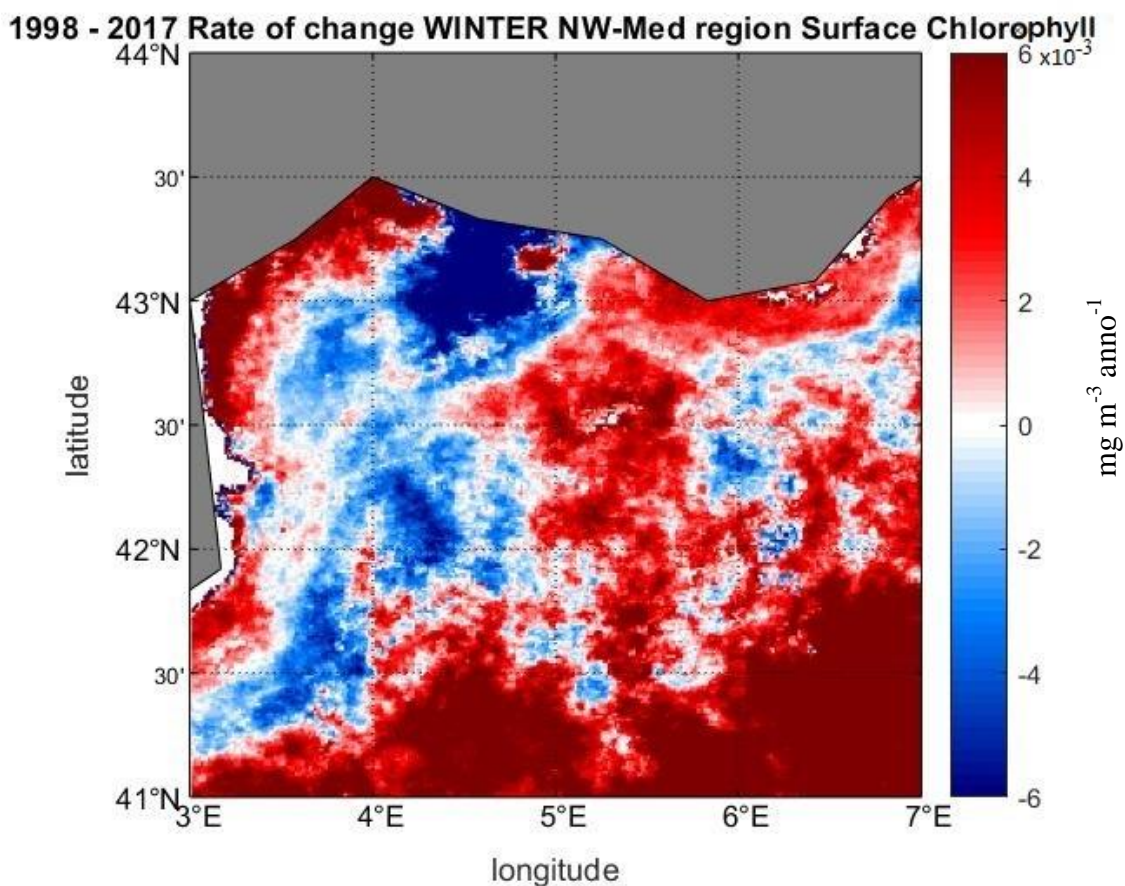 1998 - 2017 Rate of change WINTER NW-Med region Surface Chlorophyll
44°N
30'
43°N
30'
42°N
30'
41°N
3°E
4°E
5°E
6°E
7°E
latitude
longitude
6 x10⁻³
4
2
0
-2
-4
-6
mg m⁻³ anno⁻¹